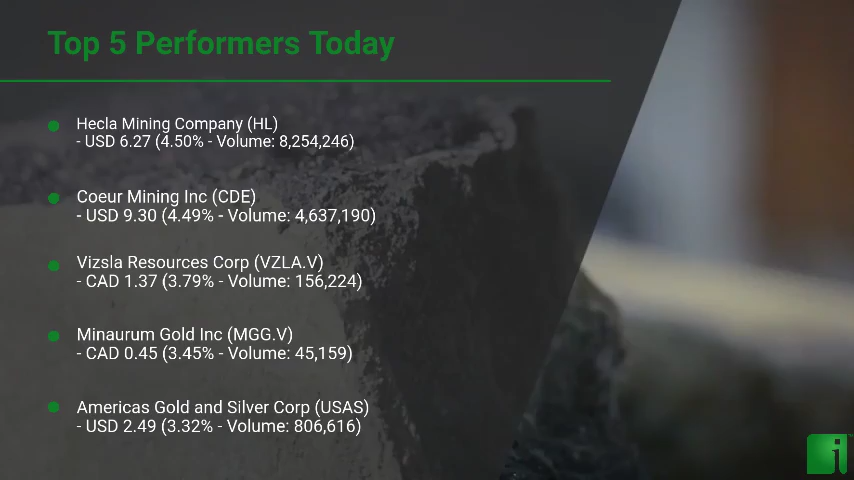 Top 5 Performers Today
Hecla Mining Company (HL)
- USD 6.27 (4.50% - Volume: 8,254,246)
Coeur Mining Inc (CDE)
- USD 9.30 (4.49% - Volume: 4,637,190)
Vizsla Resources Corp (VZLA.V)
- CAD 1.37 (3.79% - Volume: 156,224)
Minaurum Gold Inc (MGG.V)
- CAD 0.45 (3.45% - Volume: 45,159)
Americas Gold and Silver Corp (USAS)
- USD 2.49 (3.32% - Volume: 806,616)
i